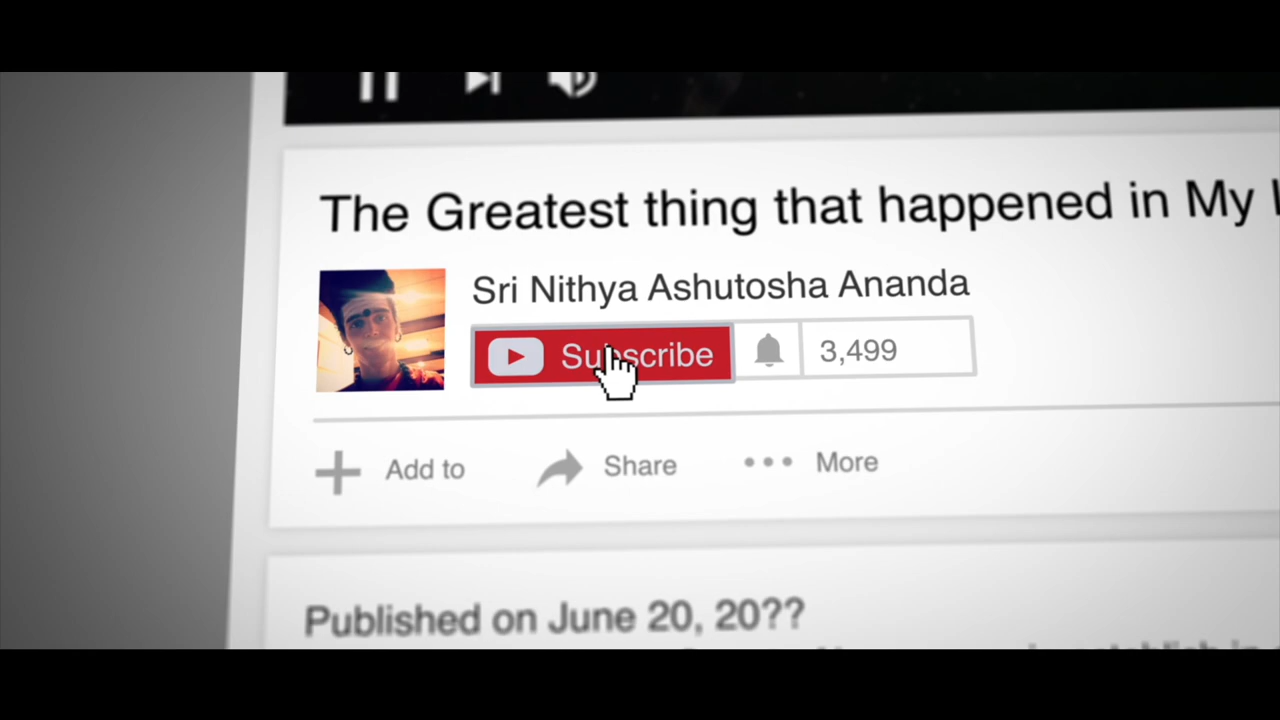 The Greatest thing that happened in My
Sri Nithya Ashutosha Ananda
Subscribe 3,499
Add to Share More
Published on June 20, 20??